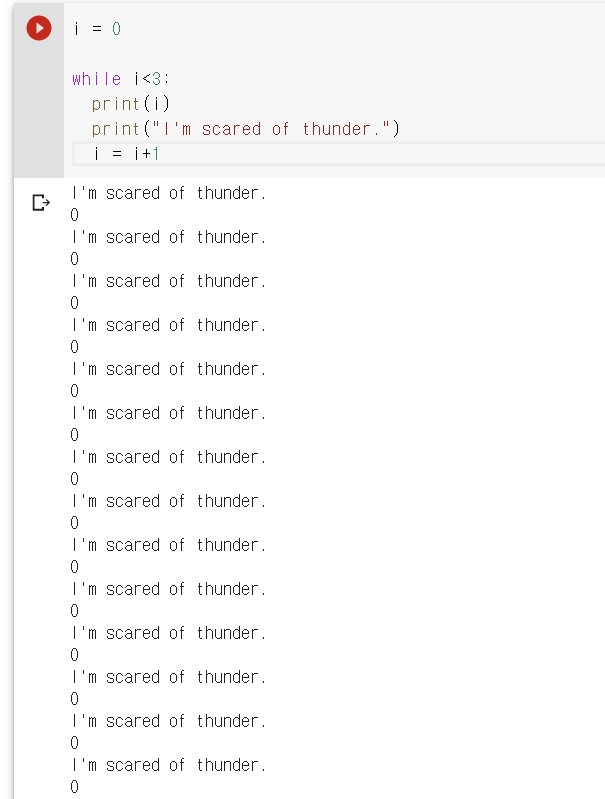 i = 0
while i<3:
print(i)
print("I'm scared of thunder.")
i = i+1
I'm scared of thunder.
0
I'm scared of thunder.
0
I'm scared of thunder.
0
I'm scared of thunder.
0
I'm scared of thunder.
0
I'm scared of thunder.
0
I'm scared of thunder.
0
I'm scared of thunder.
0
I'm scared of thunder.
0
I'm scared of thunder.
0
I'm scared of thunder.
0
I'm scared of thunder.
0
I'm scared of thunder.
0
I'm scared of thunder.
0